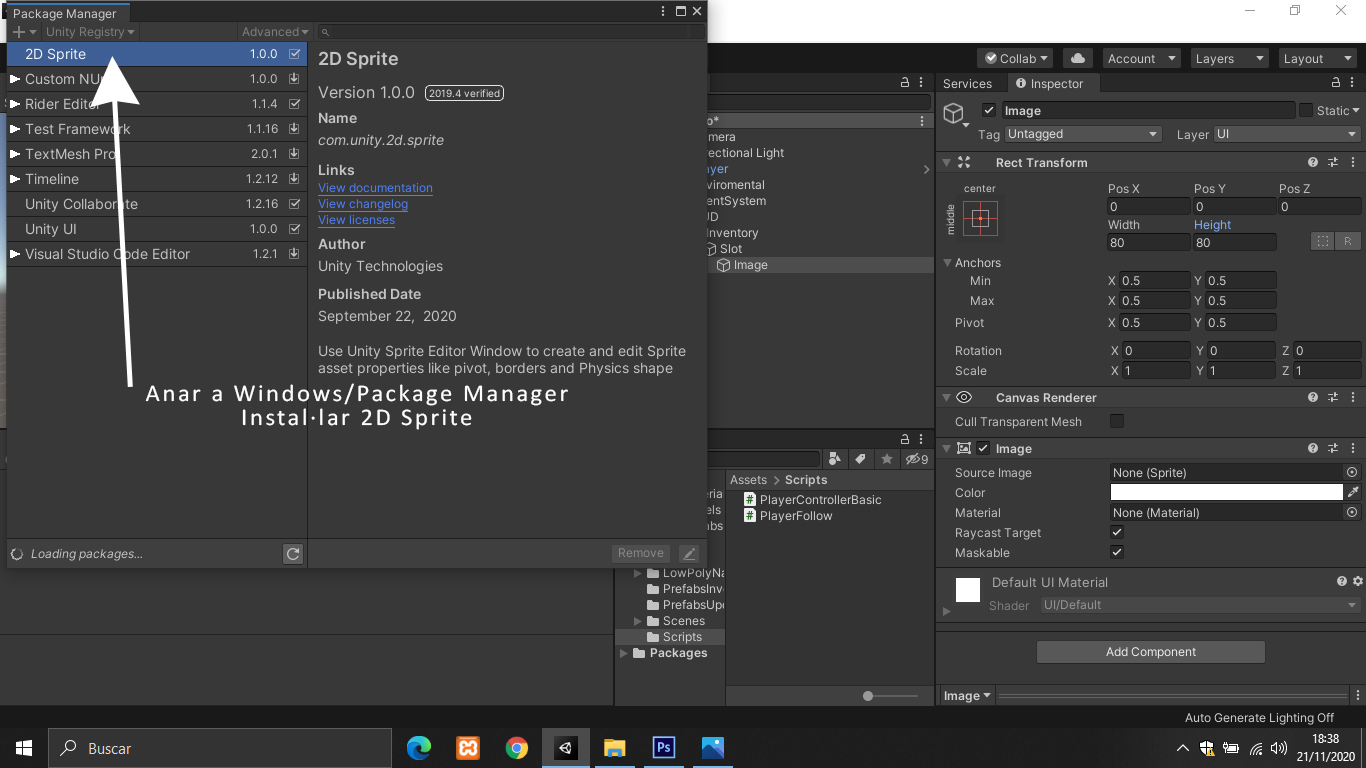 Package Manager
Unity Registry
Advanced
2D Sprite 1.0.0
Custom NU
1.0.0
Rider Editor 1.1.4
Test Framework 1.1.16
TextMesh Pro 2.0.1
Timeline 1.2.12
Unity Collaborate 1.2.16
Unity UI 1.0.0
Visual Studio Code Editor 1.2.1
Loading packages...
2D Sprite
Version 1.0.0 2019.4 verified
Name
com.unity.2d.sprite
Links
View documentation
View changelog
View licenses
Author
Unity Technologies
Published Date
September 22, 2020
Use Unity Sprite Editor Window to create and edit Sprite
asset properties like pivot, borders and Physics shape
Remove
Anar a Windows/Package Manager
Instal·lar 2D Sprite
Collab
Account
Layers
Layout
o*
mera
ectional Light
yer
viromental
entSystem
UD
Inventory
Slot
Image
9
Assets > Scripts
PlayerControllerBasic
PlayerFollow
eria
els
abs
LowPolyNa
PrefabsInv
PrefabsUpd
Scenes
Scripts
Packages
Services Inspector
Image Static
Tag Untagged Layer UI
Rect Transform
center
middle
Pos X Pos Y Pos Z
0 0 0
Width Height
80 80
R
Anchors
Min X 0.5 Y 0.5
Max X 0.5 Y 0.5
Pivot X 0.5 Y 0.5
Rotation X 0 Y 0 Z 0
Scale X 1 Y 1 Z 1
Canvas Renderer
Cull Transparent Mesh
Image
Source Image None (Sprite)
Color
Material None (Material)
Raycast Target
Maskable
Default UI Material
Shader UI/Default
Add Component
Image
Auto Generate Lighting Off
Buscar
Ps
18:38
21/11/2020